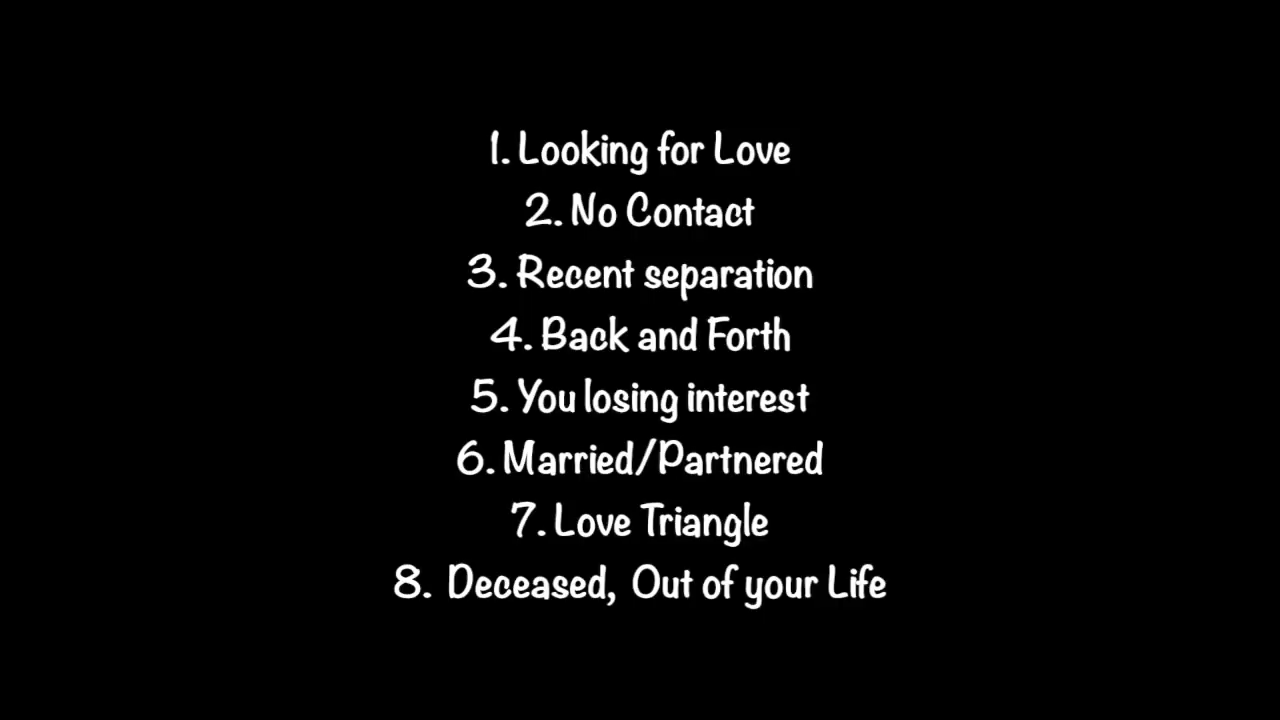 1. Looking for Love
2. No Contact
3. Recent separation
4. Back and Forth
5. You losing interest
6. Married/Partnered
7. Love Triangle
8. Deceased, Out of your Life